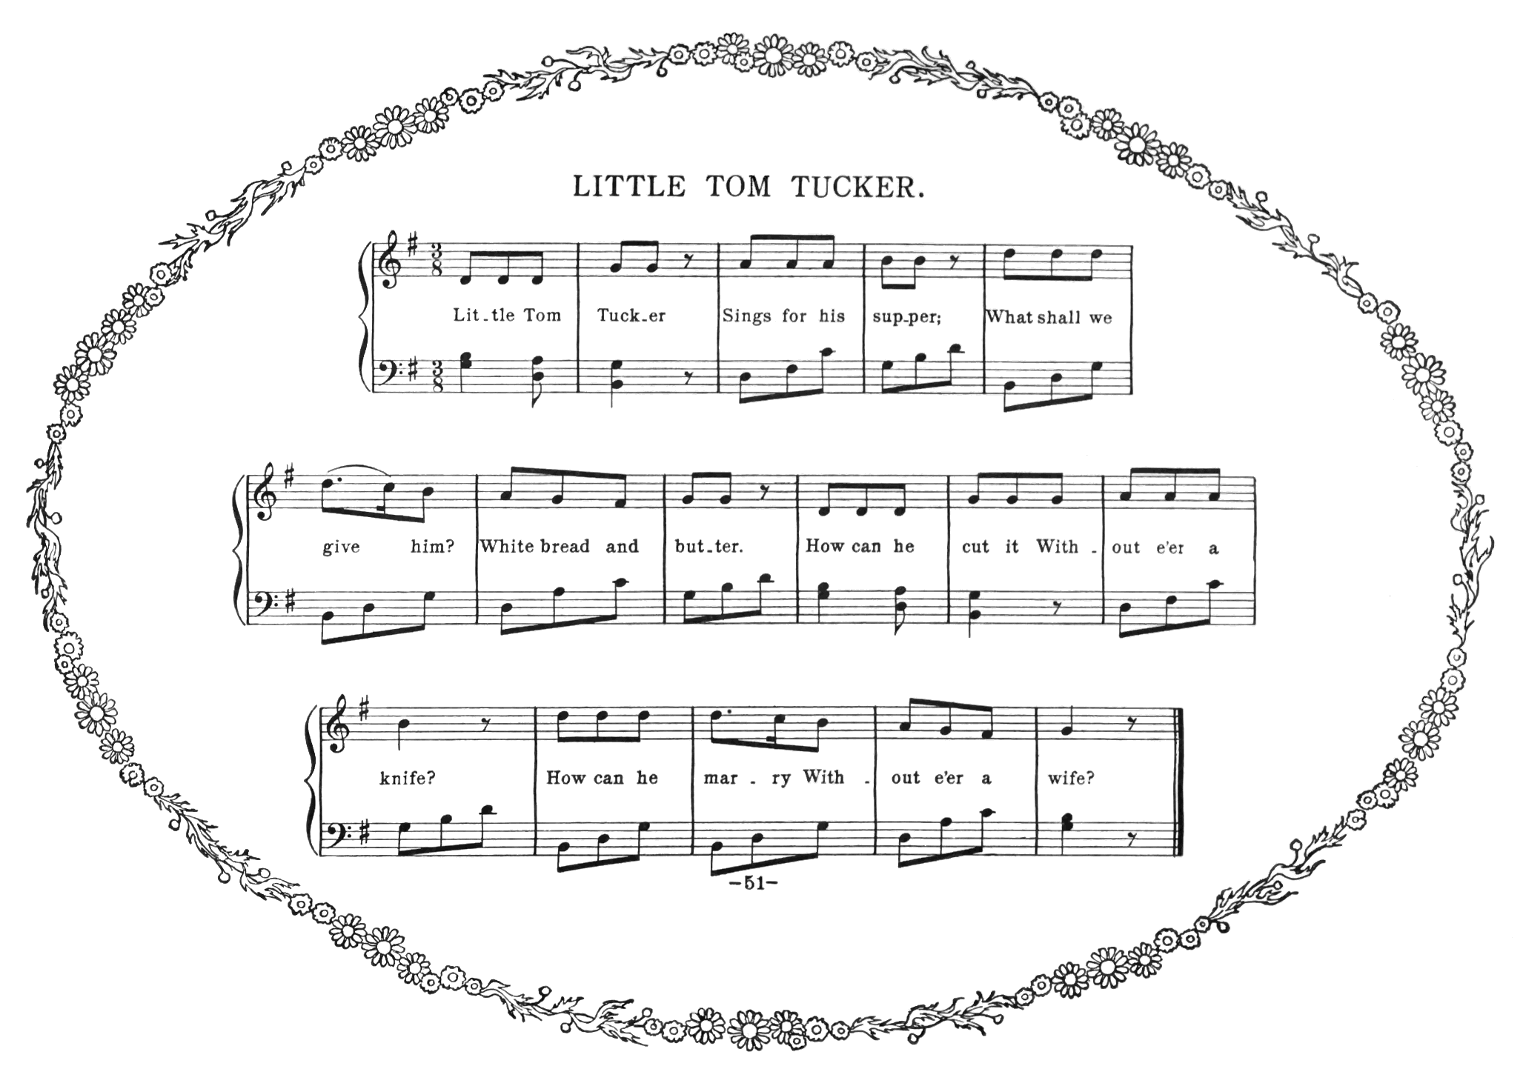 LITTLE TOM TUCKER.
3 8
Lit - tle Tom Tuck - er Sings for his sup - per; What shall we
3 8
give him? White bread and but - ter. How can he cut it With - out e'er a
knife? How can he mar - ry With - out e'er a wife?
-51-